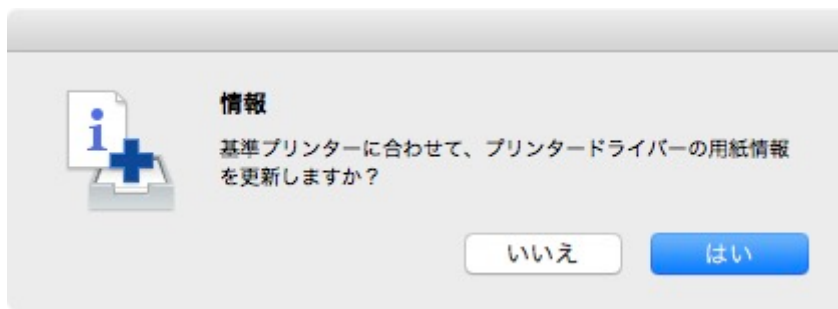 情報
基準プリンターに合わせて、プリンタードライバーの用紙情報
を更新しますか？
いいえ
はい